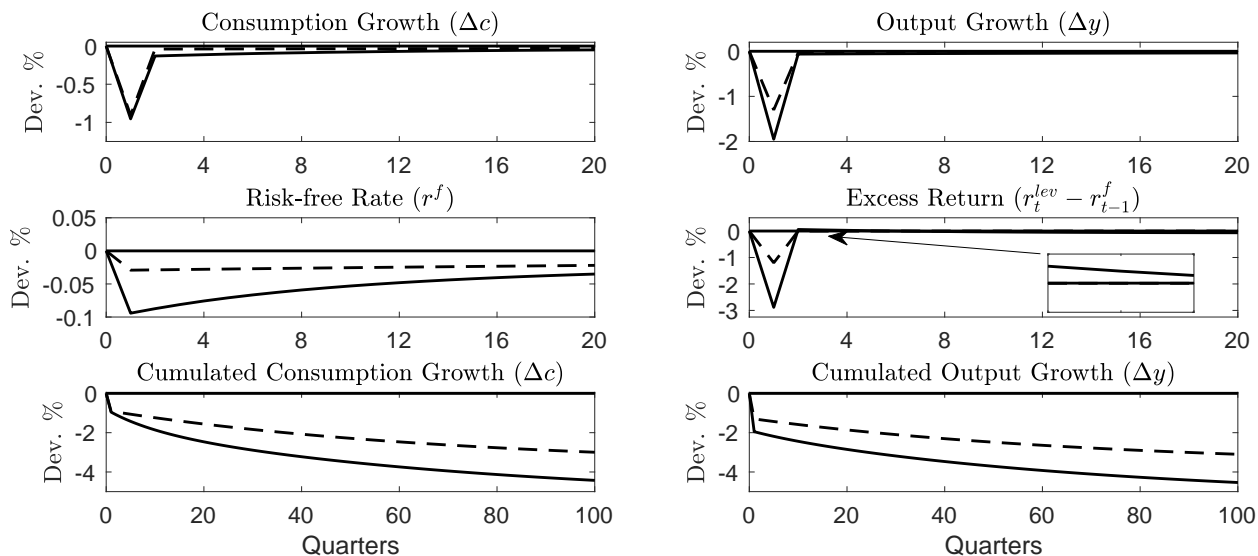 Consumption Growth (Δc)
Dev. %
0
-0.5
-1
0 4 8 12 16 20
Output Growth (Δy)
Dev. %
0
-1
-2
0 4 8 12 16 20
Risk-free Rate (r^f)
Dev. %
0.05
0
-0.05
-0.1
0 4 8 12 16 20
Excess Return (r_t^{lev} − r_{t−1}^f)
Dev. %
0
-1
-2
-3
0 4 8 12 16 20
Cumulated Consumption Growth (Δc)
Dev. %
0
-2
-4
0 20 40 60 80 100
Quarters
Cumulated Output Growth (Δy)
Dev. %
0
-2
-4
0 20 40 60 80 100
Quarters